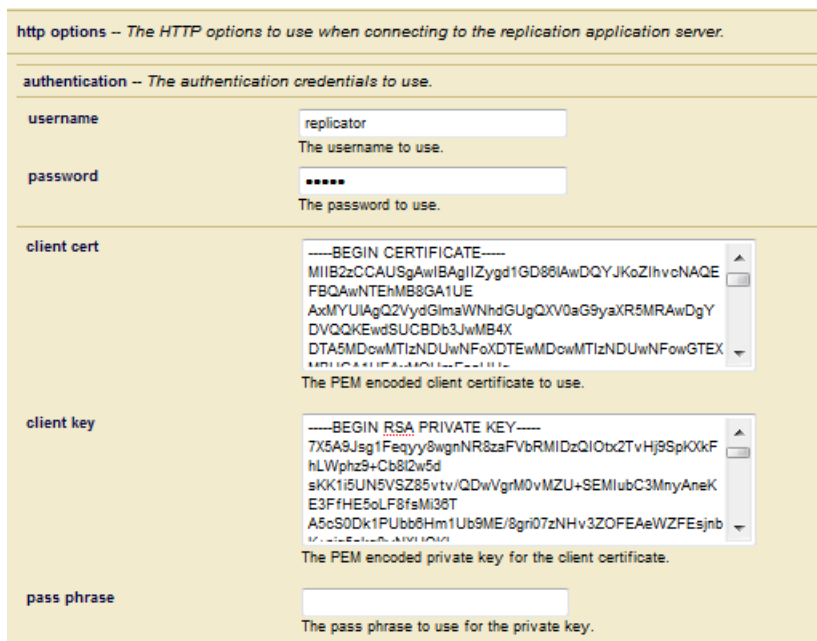 http options -- The HTTP options to use when connecting to the replication application server.
authentication -- The authentication credentials to use.
username
replicator
The username to use.
password
•••••
The password to use.
client cert
-----BEGIN CERTIFICATE-----
MIIB2zCCAUSgAwIBAgIIZygd1GD86lAwDQYJKoZIhvcNAQE
FBQAwNTEhMB8GA1UE
AxMYUlAgQ2VydGlmaWNhdGUgQXV0aG9yaXR5MRAwDgY
DVQQKEwdSUCBDb3JwMB4X
DTA5MDcwMTIzNDUwNFoXDTEwMDcwMTIzNDUwNFowGTEX
The PEM encoded client certificate to use.
client key
-----BEGIN RSA PRIVATE KEY-----
7X5A9Jsg1Feqyy8wgnNR8zaFVbRMIDzQIOtx2TvHj9SpKXkF
hLWphz9+Cb8l2w5d
sKK1i5UN5VSZ85vtv/QDwVgrM0vMZU+SEMIubC3MnyAneK
E3FfHE5oLF8fsMi36T
A5cS0Dk1PUbb6Hm1Ub9ME/8gri07zNHv3ZOFEAeWZFEsjnb
The PEM encoded private key for the client certificate.
pass phrase
The pass phrase to use for the private key.